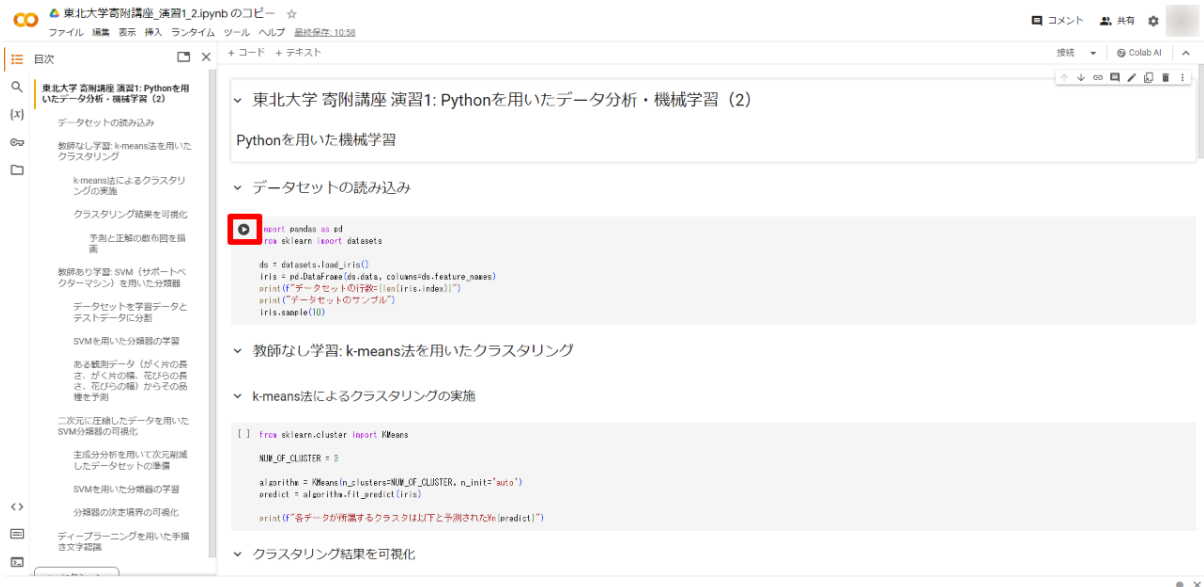 東北大学寄附講座_演習1_2.ipynb のコピー
ファイル 編集 表示 挿入 ランタイム ツール ヘルプ 最終保存: 10:58
コメント 共有
目次
東北大学 寄附講座 演習1: Pythonを用
いたデータ分析・機械学習（2）
データセットの読み込み
教師なし学習: k-means法を用いた
クラスタリング
k-means法によるクラスタリ
ングの実施
クラスタリング結果を可視化
予測と正解の散布図を描
画
教師あり学習: SVM（サポートベ
クターマシン）を用いた分類器
データセットを学習データと
テストデータに分割
SVMを用いた分類器の学習
ある観測データ（がく片の長
さ、がく片の幅、花びらの長
さ、花びらの幅）からその品
種を予測
二次元に圧縮したデータを用いた
SVM分類器の可視化
主成分分析を用いて次元削減
したデータセットの準備
SVMを用いた分類器の学習
分類器の決定境界の可視化
ディープラーニングを用いた手描
き文字認識
+ コード + テキスト
接続 Colab AI
東北大学 寄附講座 演習1: Pythonを用いたデータ分析・機械学習（2）
Pythonを用いた機械学習
データセットの読み込み
import pandas as pd
from sklearn import datasets
ds = datasets.load_iris()
iris = pd.DataFrame(ds.data, columns=ds.feature_names)
print(f"データセットの行数={len(iris.index)}")
print("データセットのサンプル")
iris.sample(10)
教師なし学習: k-means法を用いたクラスタリング
k-means法によるクラスタリングの実施
[ ] from sklearn.cluster import KMeans
NUM_OF_CLUSTER = 3
algorithm = KMeans(n_clusters=NUM_OF_CLUSTER, n_init='auto')
predict = algorithm.fit_predict(iris)
print(f"各データが所属するクラスタは以下と予測された¥n{predict}")
クラスタリング結果を可視化